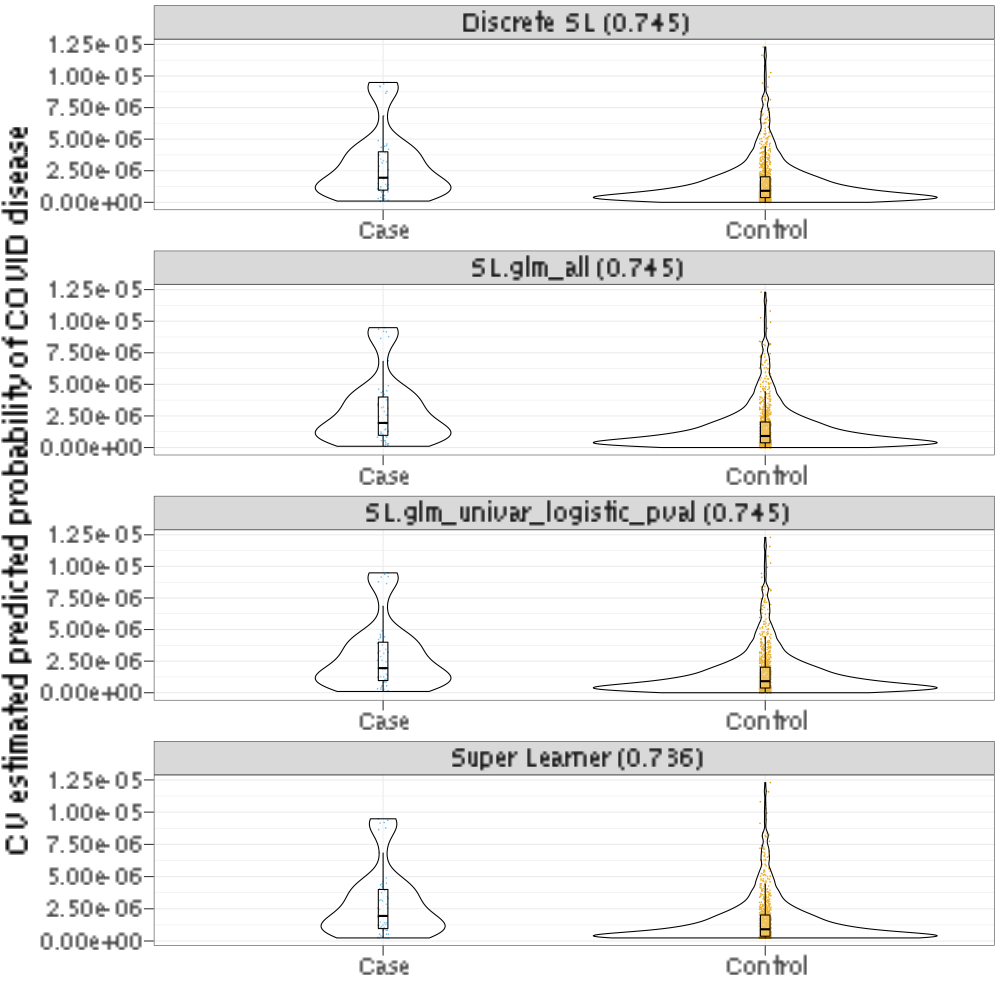 CV estimated predicted probability of COVID disease
Discrete SL (0.745)
1.25e-05
1.00e-05
7.50e-06
5.00e-06
2.50e-06
0.00e+00
Case Control
SL.glm_all (0.745)
1.25e-05
1.00e-05
7.50e-06
5.00e-06
2.50e-06
0.00e+00
Case Control
SL.glm_univar_logistic_pval (0.745)
1.25e-05
1.00e-05
7.50e-06
5.00e-06
2.50e-06
0.00e+00
Case Control
Super Learner (0.736)
1.25e-05
1.00e-05
7.50e-06
5.00e-06
2.50e-06
0.00e+00
Case Control